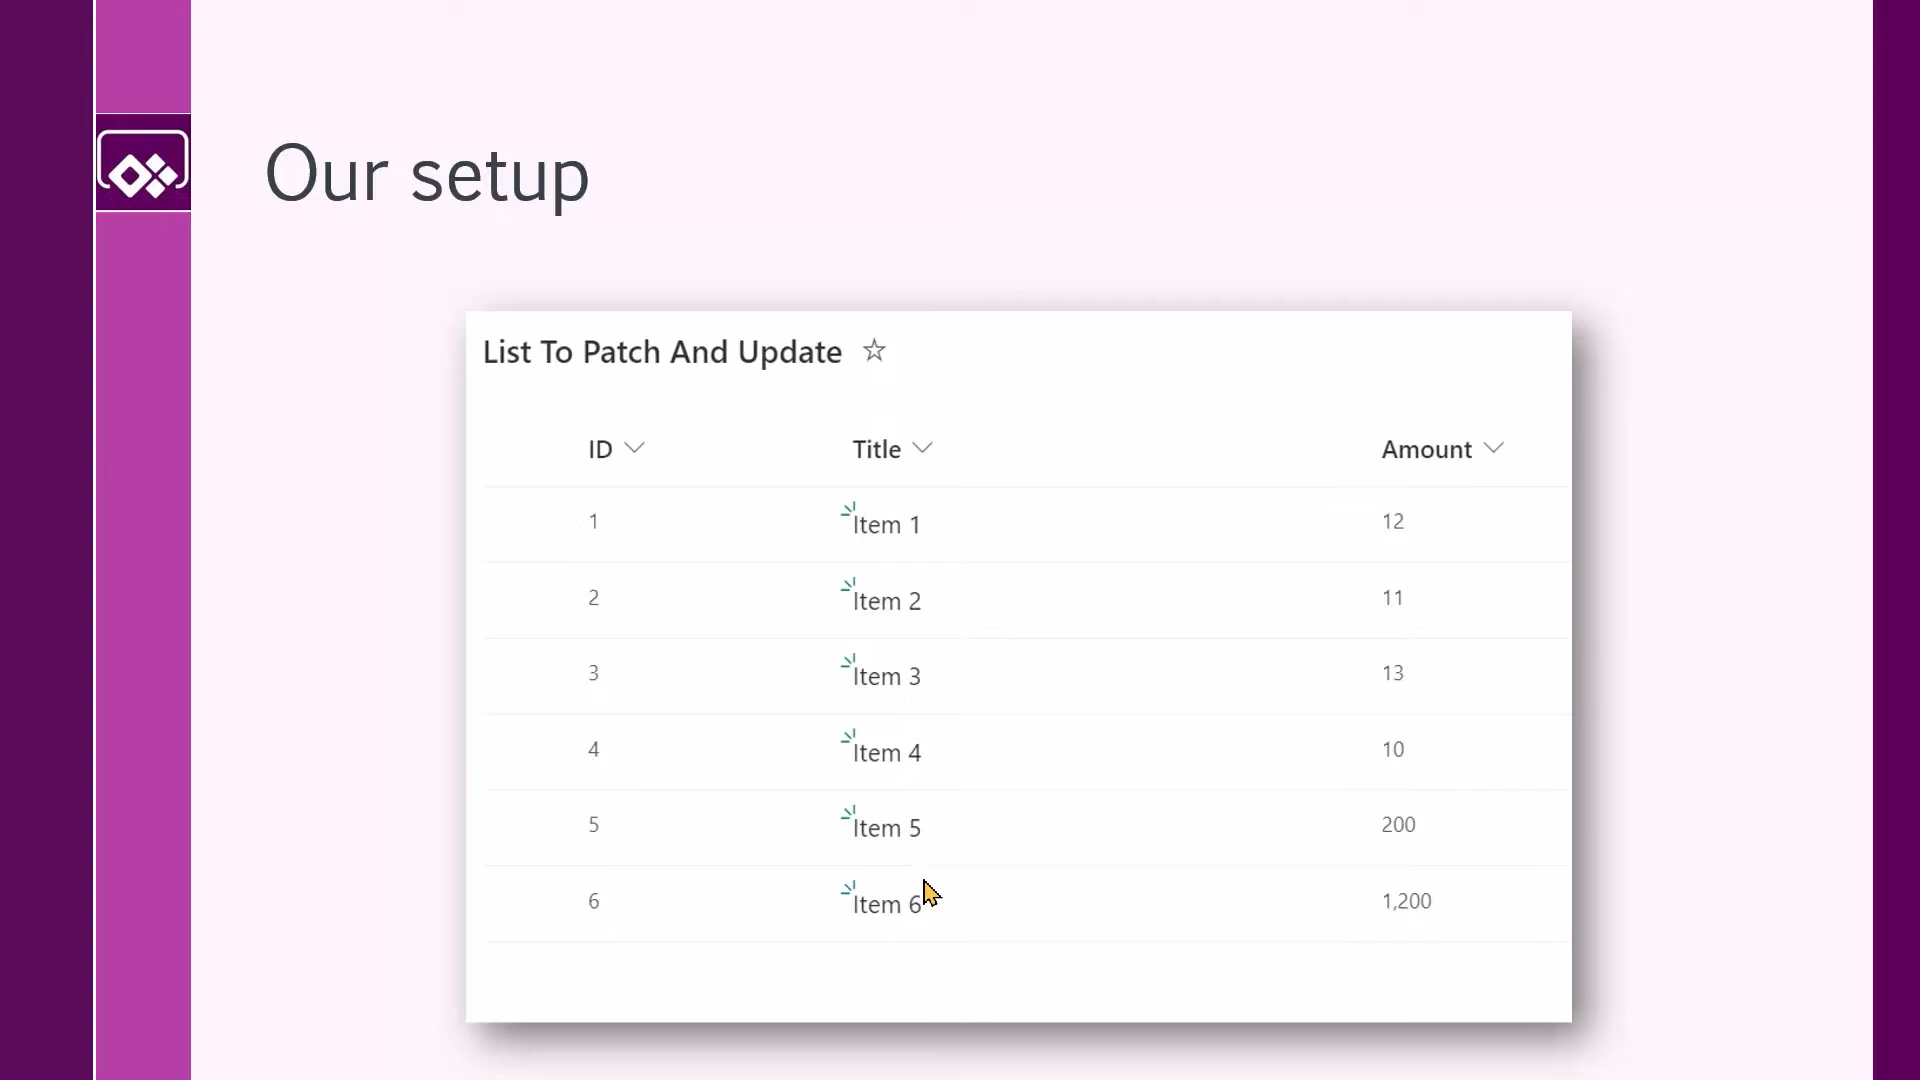 Our setup
List To Patch And Update
ID Title Amount
1 Item 1 12
2 Item 2 11
3 Item 3 13
4 Item 4 10
5 Item 5 200
6 Item 6 1,200